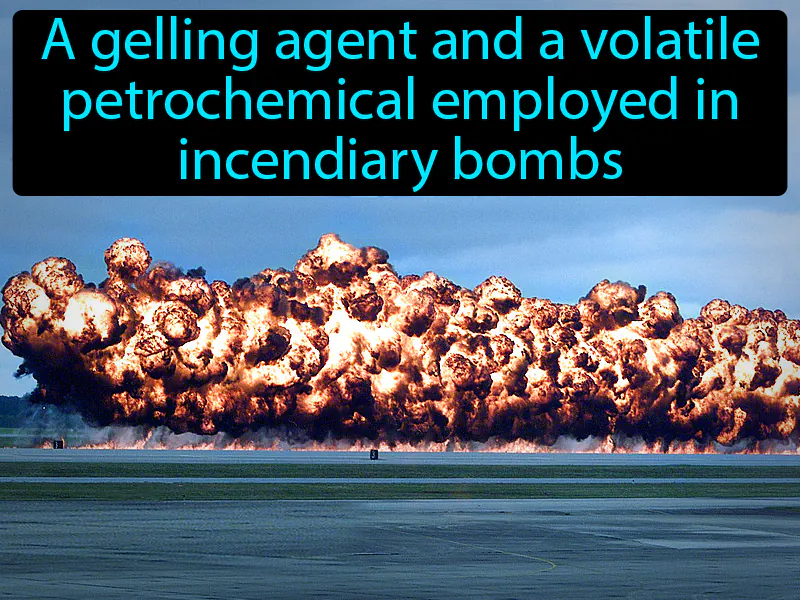 A gelling agent and a volatile
petrochemical employed in
incendiary bombs